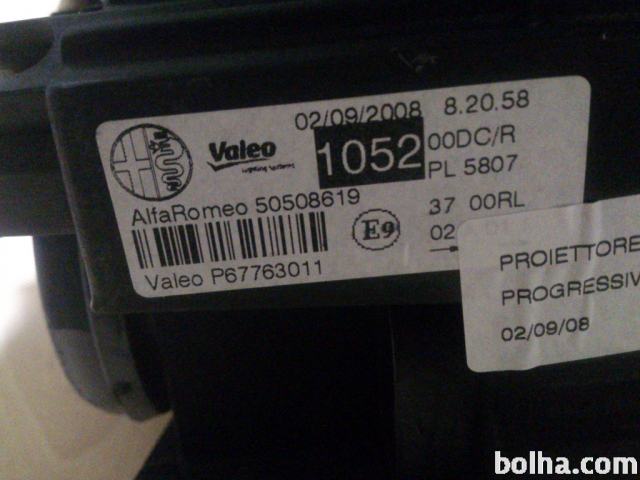 02/09/2008 8.20.58
Valeo
1052
00DC/R
PL 5807
AlfaRomeo 50508619
37 00RL
E9
02
Valeo P67763011
PROIETTORE
PROGRESSIV
02/09/08
bolha.com